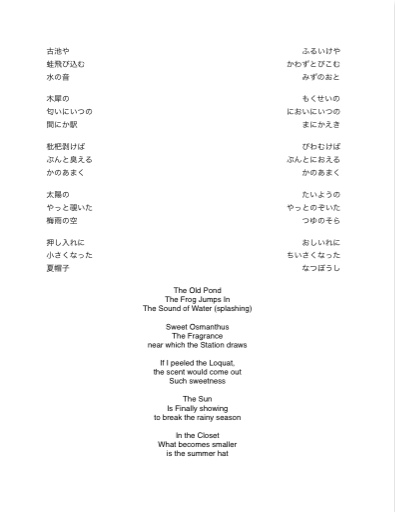 古池や
蛙飛び込む
水の音
木犀の
匂いにいつの
間にか駅
枇杷剥けば
ぷんと臭える
かのあまく
太陽の
やっと覗いた
梅雨の空
押し入れに
小さくなった
夏帽子
ふるいけや
かわずとびこむ
みずのおと
もくせいの
においにいつの
まにかえき
びわむけば
ぷんとにおえる
かのあまく
たいようの
やっとのぞいた
つゆのそら
おしいれに
ちいさくなった
なつぼうし
The Old Pond
The Frog Jumps In
The Sound of Water (splashing)
Sweet Osmanthus
The Fragrance
near which the Station draws
If I peeled the Loquat,
the scent would come out
Such sweetness
The Sun
Is Finally showing
to break the rainy season
In the Closet
What becomes smaller
is the summer hat